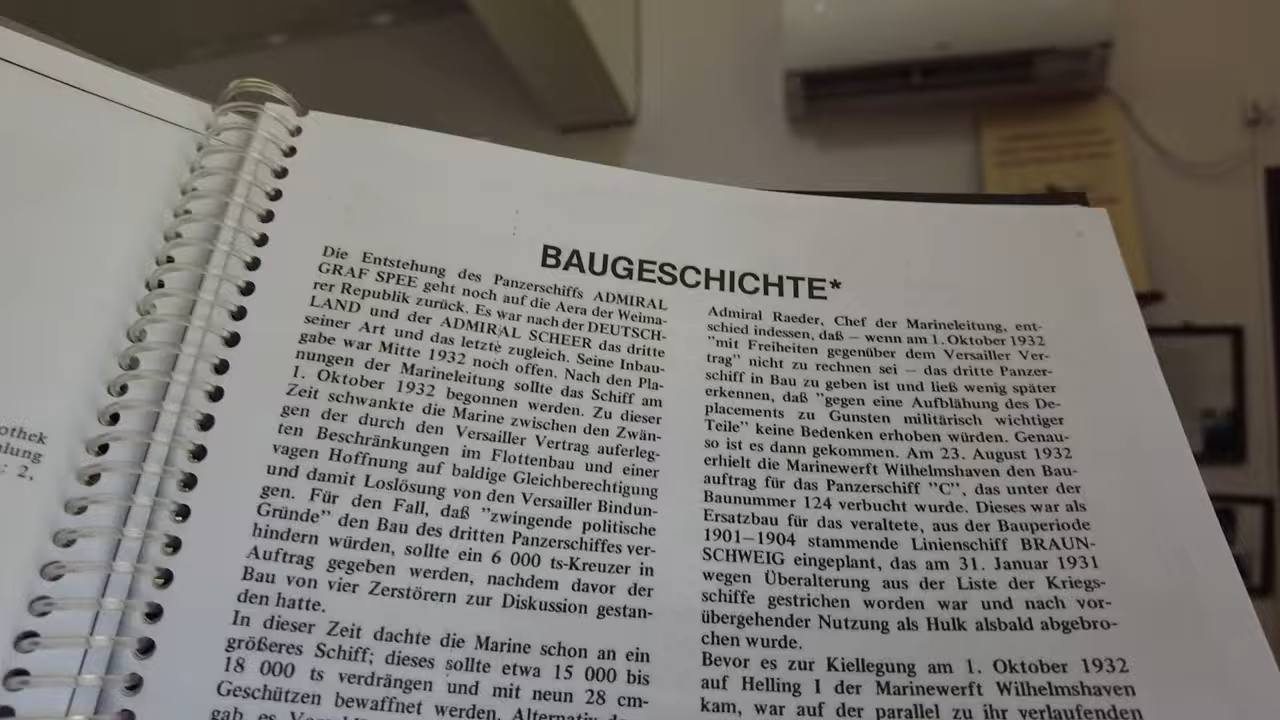 othek
lung
: 2,
BAUGESCHICHTE*
Die Entstehung des Panzerschiffs ADMIRAL
GRAF SPEE geht noch auf die Aera der Weima-
rer Republik zurück. Es war nach der DEUTSCH-
LAND und der ADMIRAL SCHEER das dritte
seiner Art und das letzte zugleich. Seine Inbau-
gabe war Mitte 1932 noch offen. Nach den Pla-
nungen der Marineleitung sollte das Schiff am
1. Oktober 1932 begonnen werden. Zu dieser
Zeit schwankte die Marine zwischen den Zwän-
gen der durch den Versailler Vertrag auferleg-
ten Beschränkungen im Flottenbau und einer
vagen Hoffnung auf baldige Gleichberechtigung
und damit Loslösung von den Versailler Bindun-
gen. Für den Fall, daß "zwingende politische
Gründe" den Bau des dritten Panzerschiffes ver-
hindern würden, sollte ein 6 000 ts-Kreuzer in
Auftrag gegeben werden, nachdem davor der
Bau von vier Zerstörern zur Diskussion gestan-
den hatte.
In dieser Zeit dachte die Marine schon an ein
größeres Schiff; dieses sollte etwa 15 000 bis
18 000 ts verdrängen und mit neun 28 cm-
Geschützen bewaffnet werden. Alternativ
gab es
Admiral Raeder, Chef der Marineleitung, ent-
schied indessen, daß – wenn am 1. Oktober 1932
"mit Freiheiten gegenüber dem Versailler Ver-
trag" nicht zu rechnen sei – das dritte Panzer-
schiff in Bau zu geben ist und ließ wenig später
erkennen, daß "gegen eine Aufblähung des De-
placements zu Gunsten militärisch wichtiger
Teile" keine Bedenken erhoben würden. Genau-
so ist es dann gekommen. Am 23. August 1932
erhielt die Marinewerft Wilhelmshaven den Bau-
auftrag für das Panzerschiff "C", das unter der
Baunummer 124 verbucht wurde. Dieses war als
Ersatzbau für das veraltete, aus der Bauperiode
1901–1904 stammende Linienschiff BRAUN-
SCHWEIG eingeplant, das am 31. Januar 1931
wegen Überalterung aus der Liste der Kriegs-
schiffe gestrichen worden war und nach vor-
übergehender Nutzung als Hulk alsbald abgebro-
chen wurde.
Bevor es zur Kiellegung am 1. Oktober 1932
auf Helling I der Marinewerft Wilhelmshaven
kam, war auf der parallel zu ihr verlaufenden